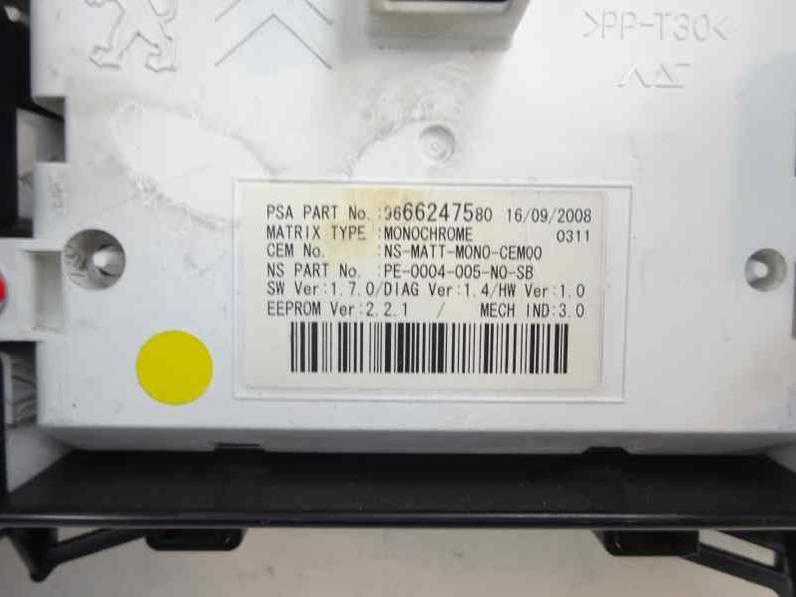 >PP-T30<
PSA PART No. :9666247580 16/09/2008
MATRIX TYPE :MONOCHROME 0311
CEM No. :NS-MATT-MONO-CEM00
NS PART No. :PE-0004-005-NO-SB
SW Ver:1.7.0/DIAG Ver:1.4/HW Ver:1.0
EEPROM Ver:2.2.1 / MECH IND:3.0